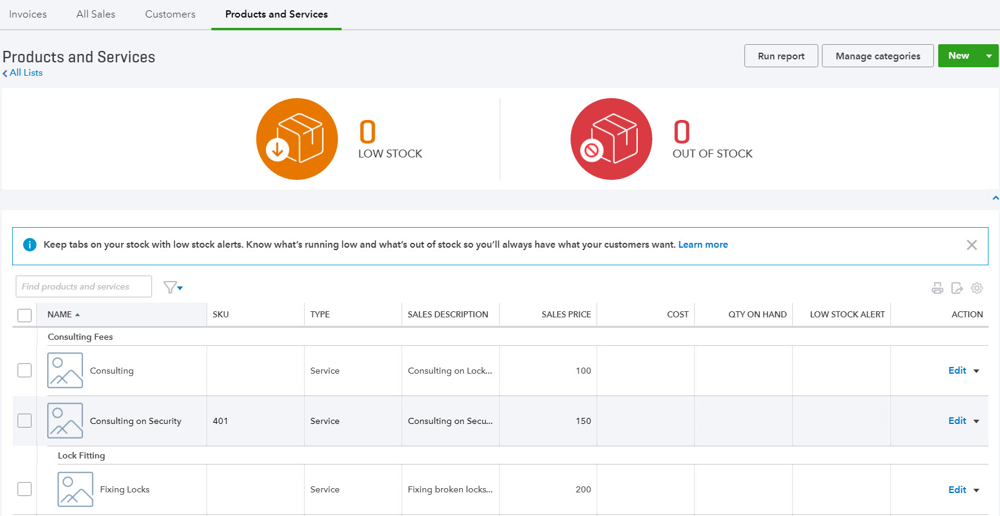 Invoices All Sales Customers Products and Services
Products and Services
All Lists
Run report Manage categories New
0
LOW STOCK
0
OUT OF STOCK
Keep tabs on your stock with low stock alerts. Know what’s running low and what’s out of stock so you’ll always have what your customers want. Learn more
Find products and services
NAME SKU TYPE SALES DESCRIPTION SALES PRICE COST QTY ON HAND LOW STOCK ALERT ACTION
Consulting Fees
Consulting Service Consulting on Lock... 100 Edit
Consulting on Security 401 Service Consulting on Secu... 150 Edit
Lock Fitting
Fixing Locks Service Fixing broken locks... 200 Edit